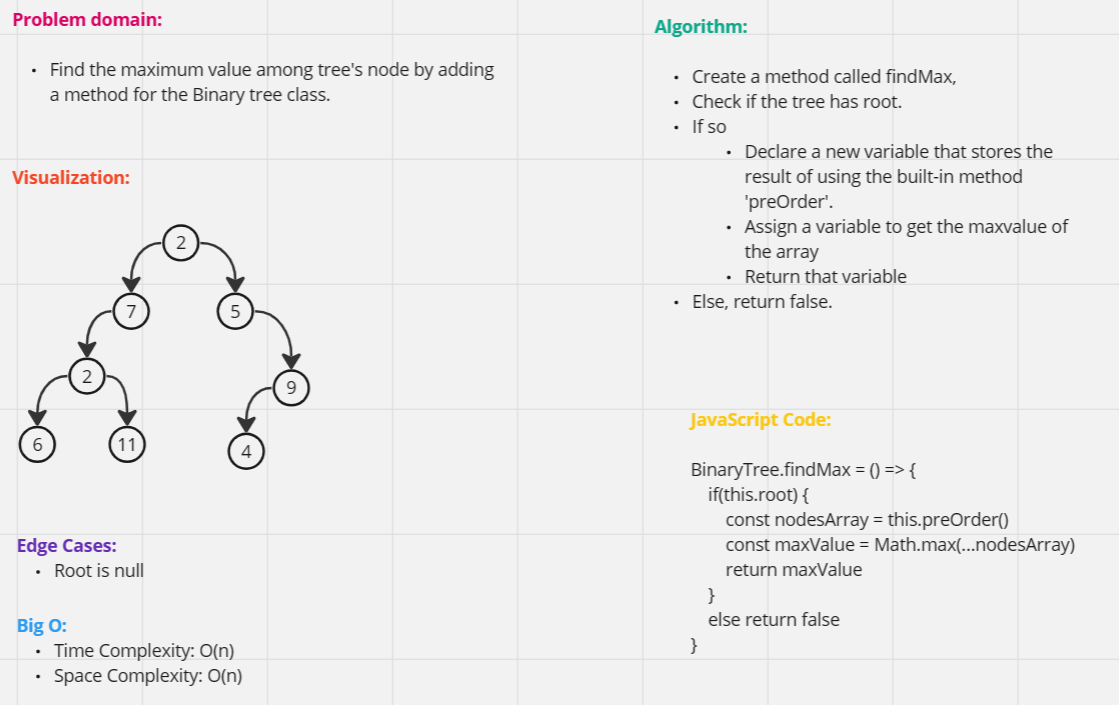 Problem domain:
• Find the maximum value among tree's node by adding
a method for the Binary tree class.
Visualization:
2
7
5
2
9
6
11
4
Edge Cases:
• Root is null
Big O:
• Time Complexity: O(n)
• Space Complexity: O(n)
Algorithm:
• Create a method called findMax,
• Check if the tree has root.
• If so
• Declare a new variable that stores the
result of using the built-in method
'preOrder'.
• Assign a variable to get the maxvalue of
the array
• Return that variable
• Else, return false.
JavaScript Code:
BinaryTree.findMax = () => {
if(this.root) {
const nodesArray = this.preOrder()
const maxValue = Math.max(...nodesArray)
return maxValue
}
else return false
}